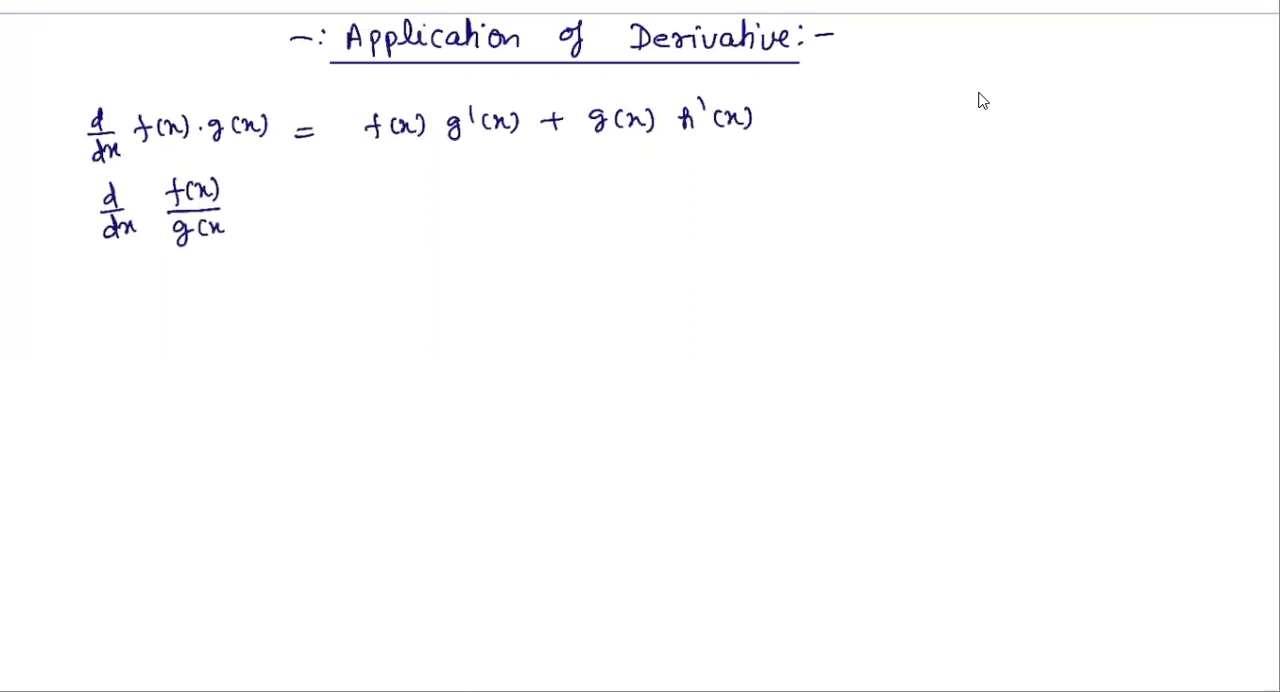 -: Application of Derivative:-
d/dx f(x)·g(x) = f(x) g'(x) + g(x) h'(x)
d/dx f(x)/g(x